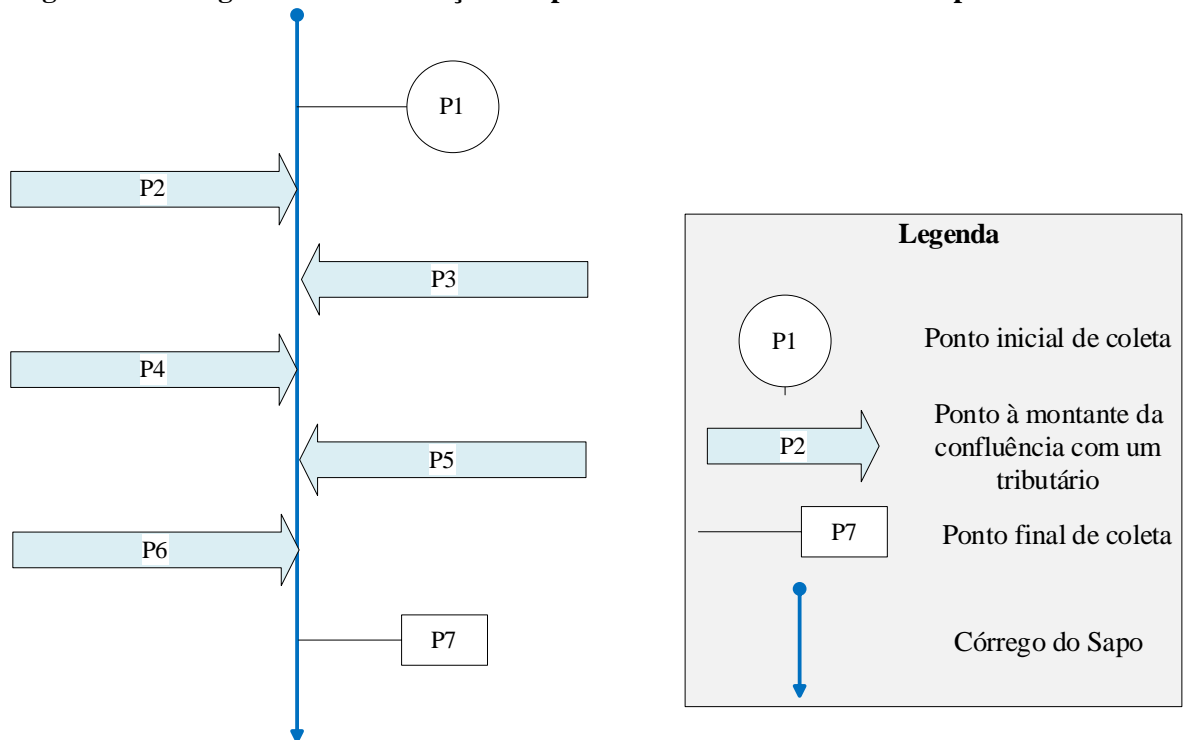 P1
P2
P3
P4
P5
P6
P7
Legenda
P1
Ponto inicial de coleta
P2
Ponto à montante da
confluência com um
tributário
P7
Ponto final de coleta
Córrego do Sapo